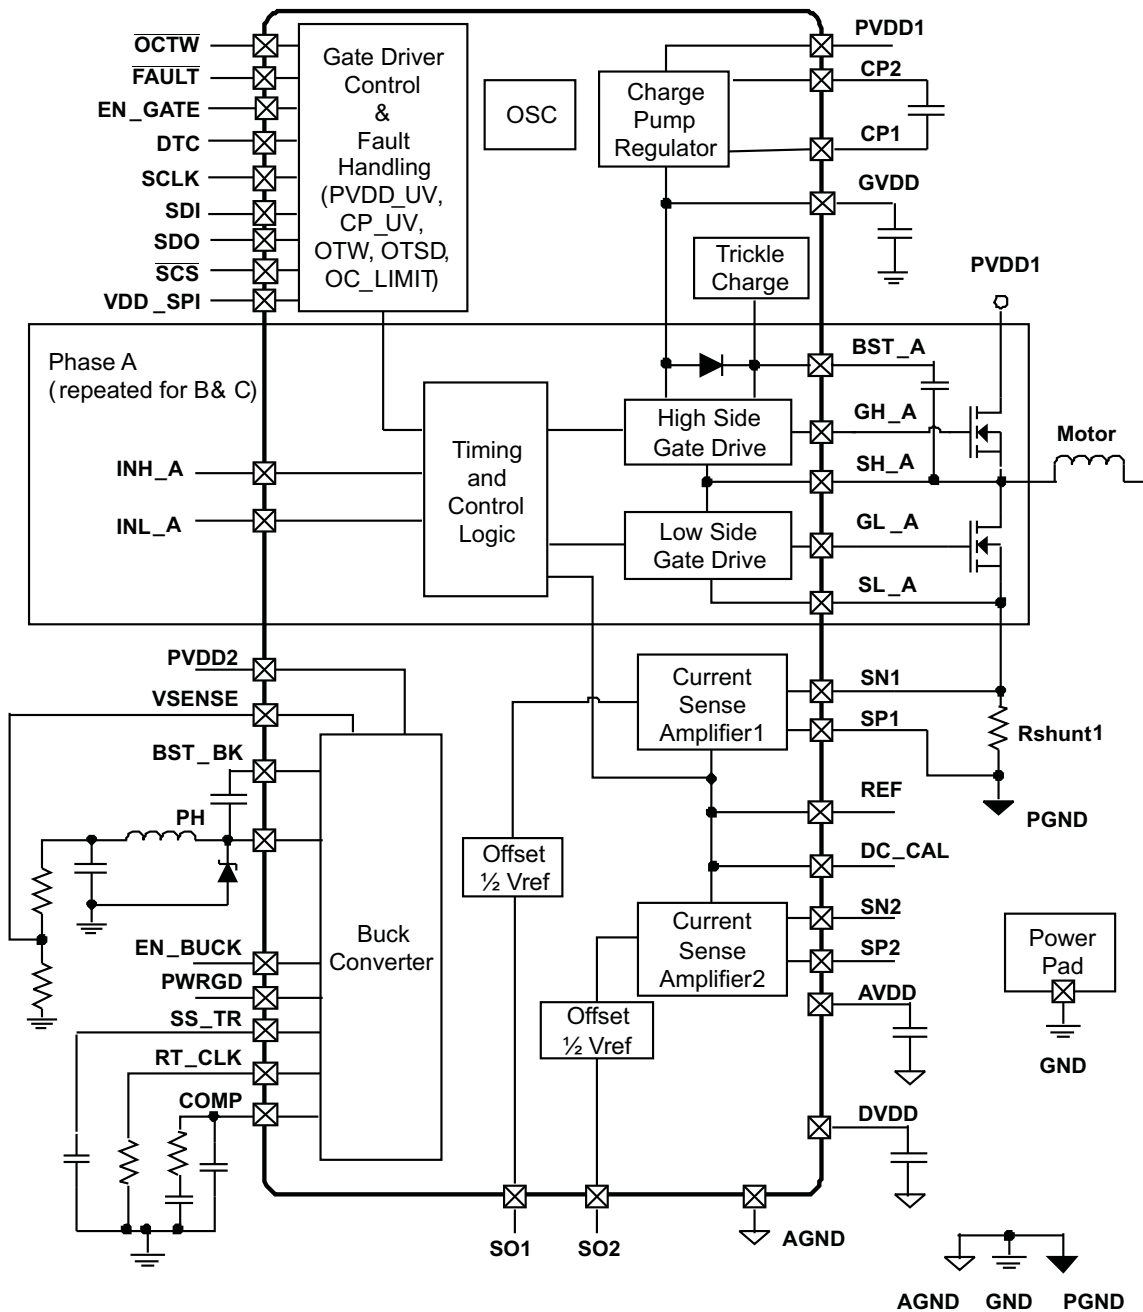 OCTW
FAULT
EN_GATE
DTC
SCLK
SDI
SDO
SCS
VDD_SPI
Gate Driver
Control
&
Fault
Handling
(PVDD_UV,
CP_UV,
OTW, OTSD,
OC_LIMIT)
OSC
Charge
Pump
Regulator
PVDD1
CP2
CP1
GVDD
Trickle
Charge
PVDD1
Phase A
(repeated for B& C)
INH_A
INL_A
Timing
and
Control
Logic
High Side
Gate Drive
Low Side
Gate Drive
BST_A
GH_A
SH_A
GL_A
SL_A
Motor
PVDD2
VSENSE
BST_BK
PH
EN_BUCK
PWRGD
SS_TR
RT_CLK
COMP
Buck
Converter
Current
Sense
Amplifier1
Offset
½ Vref
Current
Sense
Amplifier2
Offset
½ Vref
SN1
SP1
Rshunt1
PGND
REF
DC_CAL
SN2
SP2
AVDD
DVDD
Power
Pad
GND
SO1
SO2
AGND
AGND
GND
PGND